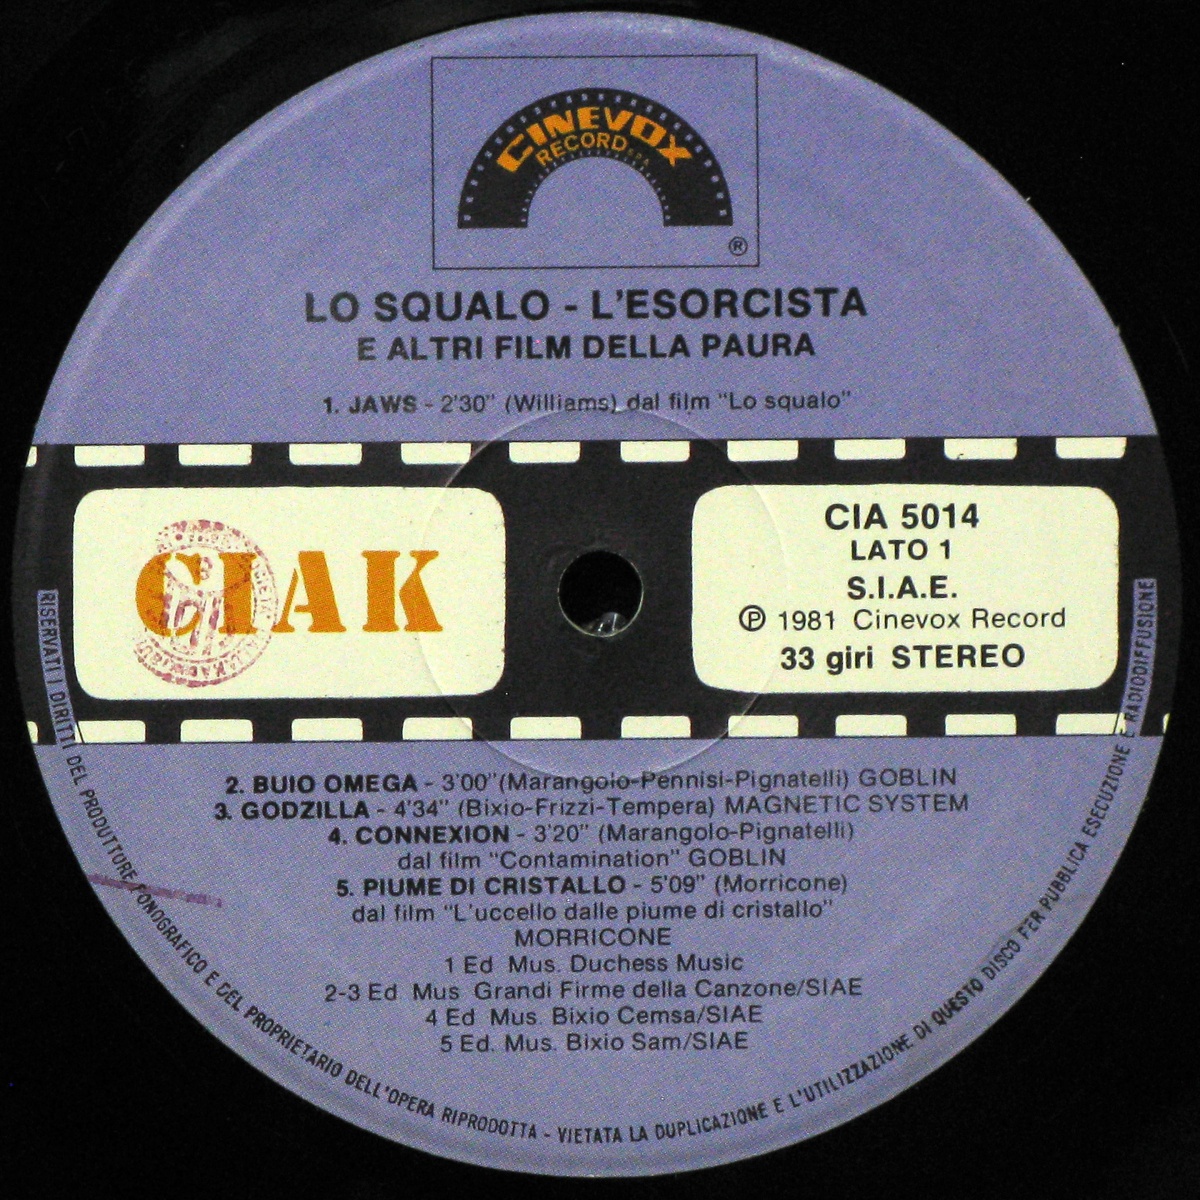 CINEVOX
RECORD S.P.A.
®
LO SQUALO - L'ESORCISTA
E ALTRI FILM DELLA PAURA
1. JAWS - 2'30" (Williams) dal film "Lo squalo"
CIAK
CIA 5014
LATO 1
S.I.A.E.
℗ 1981 Cinevox Record
33 giri STEREO
2. BUIO OMEGA - 3'00" (Marangolo-Pennisi-Pignatelli) GOBLIN
3. GODZILLA - 4'34" (Bixio-Frizzi-Tempera) MAGNETIC SYSTEM
4. CONNEXION - 3'20" (Marangolo-Pignatelli)
dal film "Contamination" GOBLIN
5. PIUME DI CRISTALLO - 5'09" (Morricone)
dal film "L'uccello dalle piume di cristallo"
MORRICONE
1 Ed Mus. Duchess Music
2-3 Ed Mus Grandi Firme della Canzone/SIAE
4 Ed Mus. Bixio Cemsa/SIAE
5 Ed. Mus. Bixio Sam/SIAE
RISERVATI I DIRITTI DEL PRODUTTORE FONOGRAFICO E DEL PROPRIETARIO DELL'OPERA RIPRODOTTA - VIETATA LA DUPLICAZIONE E L'UTILIZZAZIONE DI QUESTO DISCO PER PUBBLICA ESECUZIONE E RADIODIFFUSIONE